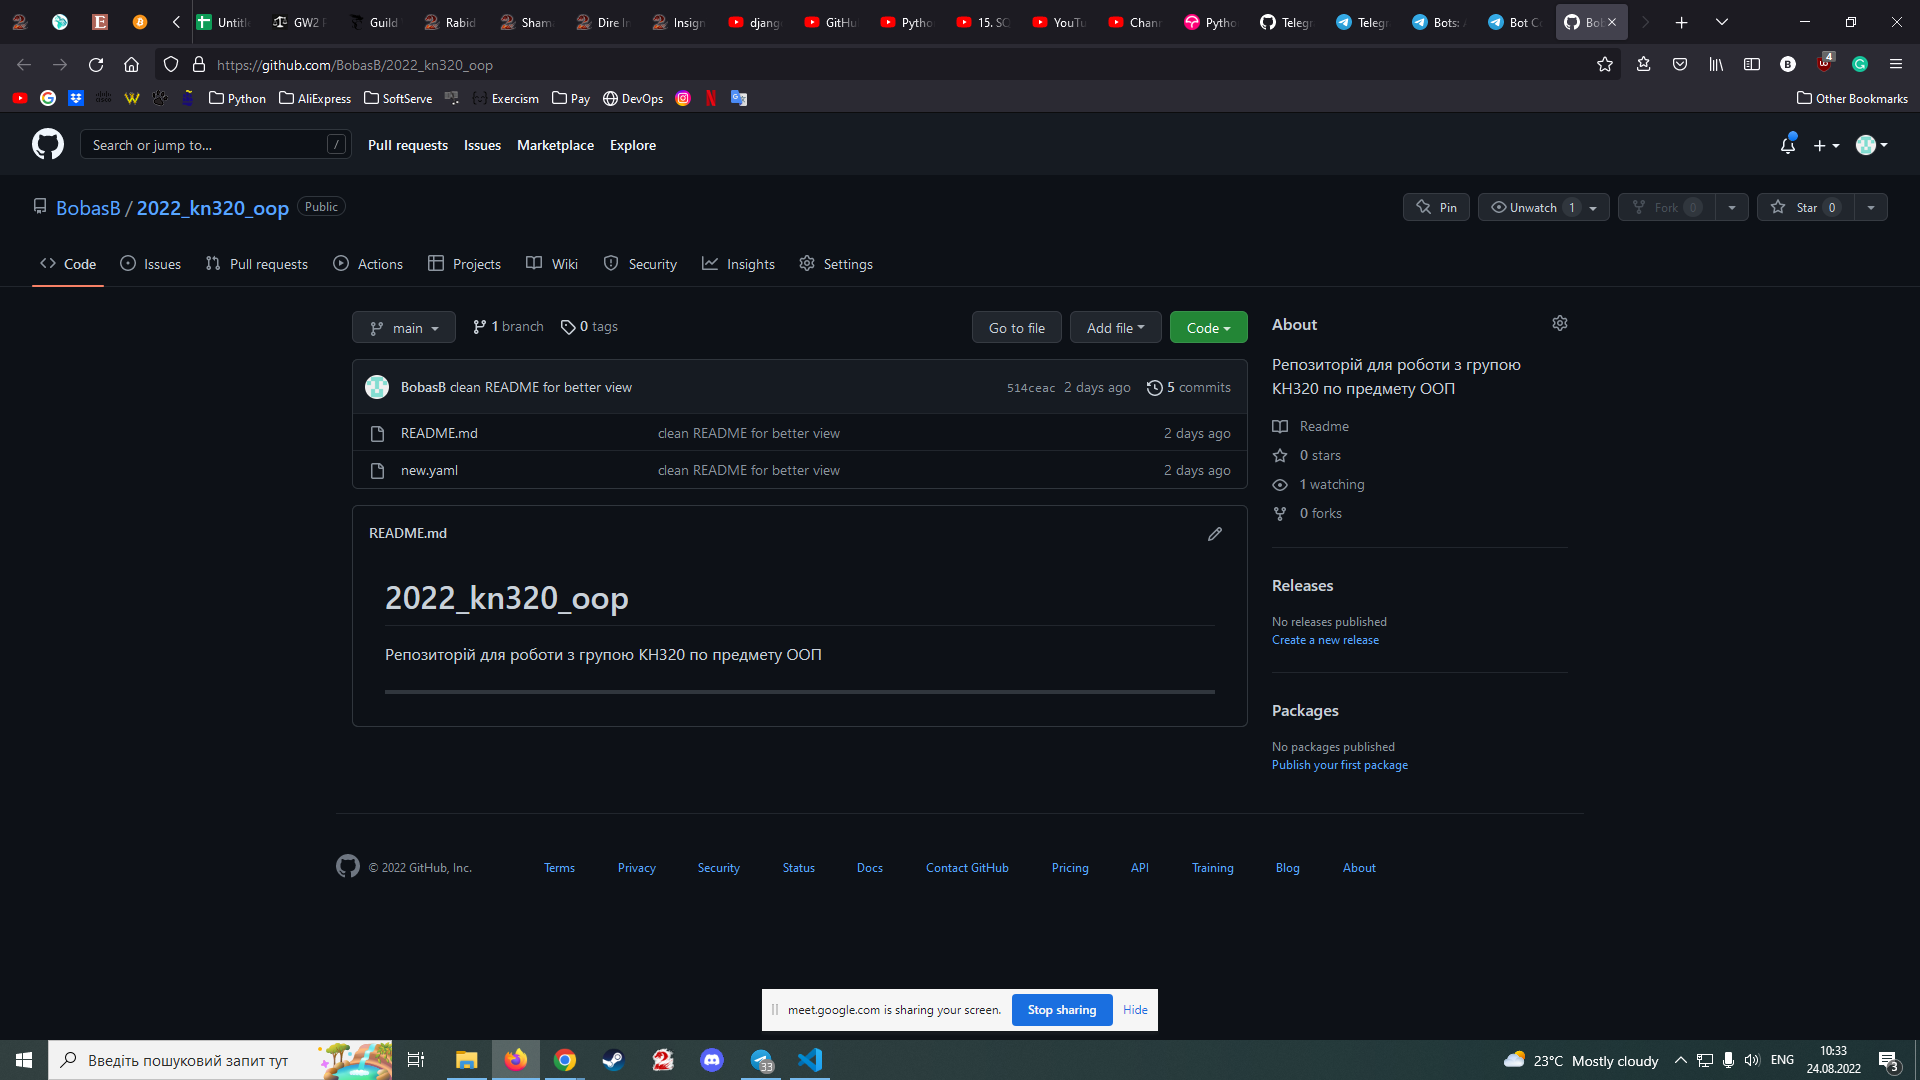 Untitle
GW2 
Guild
Rabid
Sham
Dire In
Insign
djang
GitHu
Pytho
15. SQ
YouTu
Chann
Pytho
Telegr
Telegr
Bots: 
Bot Co
Bob
https://github.com/BobasB/2022_kn320_oop
4
Python
AliExpress
SoftServe
Exercism
Pay
DevOps
Other Bookmarks
Search or jump to...
/
Pull requests
Issues
Marketplace
Explore
BobasB / 2022_kn320_oop
Public
Pin
Unwatch 1
Fork 0
Star 0
Code
Issues
Pull requests
Actions
Projects
Wiki
Security
Insights
Settings
main
1 branch
0 tags
Go to file
Add file
Code
BobasB clean README for better view
514ceac 2 days ago
5 commits
README.md
clean README for better view
2 days ago
new.yaml
clean README for better view
2 days ago
README.md
2022_kn320_oop
Репозиторій для роботи з групою КН320 по предмету ООП
About
Репозиторій для роботи з групою
КН320 по предмету ООП
Readme
0 stars
1 watching
0 forks
Releases
No releases published
Create a new release
Packages
No packages published
Publish your first package
© 2022 GitHub, Inc.
Terms
Privacy
Security
Status
Docs
Contact GitHub
Pricing
API
Training
Blog
About
meet.google.com is sharing your screen.
Stop sharing
Hide
Введіть пошуковий запит тут
33
23°C Mostly cloudy
ENG
10:33
24.08.2022
3